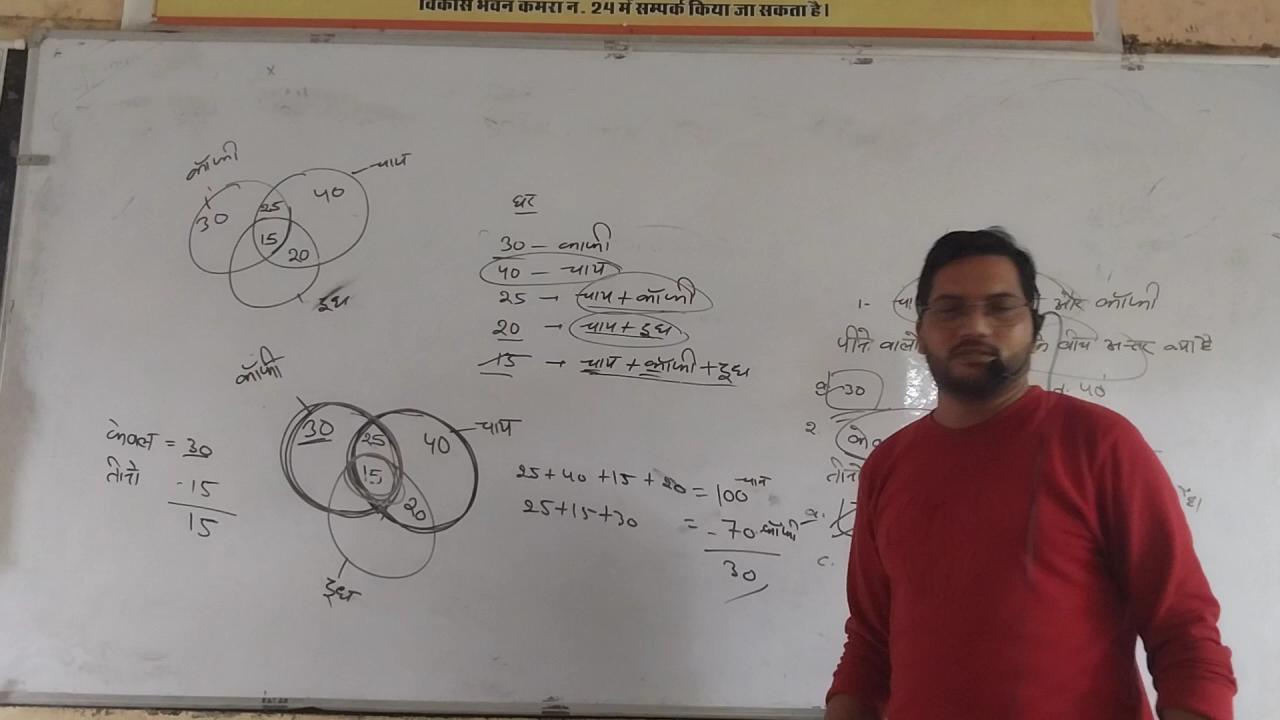 विकास भवन कमरा न. 24 में सम्पर्क किया जा सकता है।
कॉफी
चाय
30
25
40
15
20
दूध
घर
30 — काफी
40 — चाय
25 → चाय + कॉफी
20 → चाय + दूध
15 → चाय + कॉफी + दूध
कॉफी
चाय
30
25
40
15
20
दूध
केवल = 30
तीनो - 15
15
25 + 40 + 15 + 20 = 100 चाय
25 + 15 + 30 = - 70 कॉफी
30
1- और कॉफी
पीने वालो बीच अन्तर क्या है
30
40
2
तीनो
a.
c.